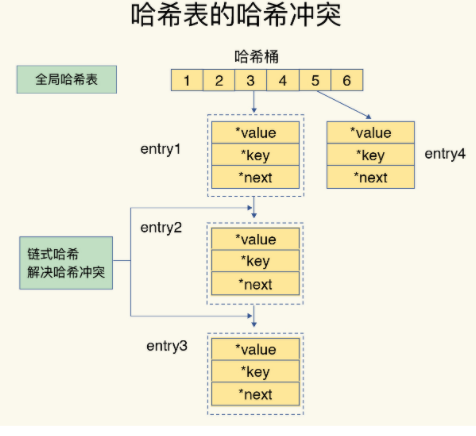 哈希表的哈希冲突
哈希桶
全局哈希表
1 2 3 4 5 6
entry1
*value
*key
*next
*value
*key
*next
entry4
entry2
*value
*key
*next
链式哈希
解决哈希冲突
entry3
*value
*key
*next